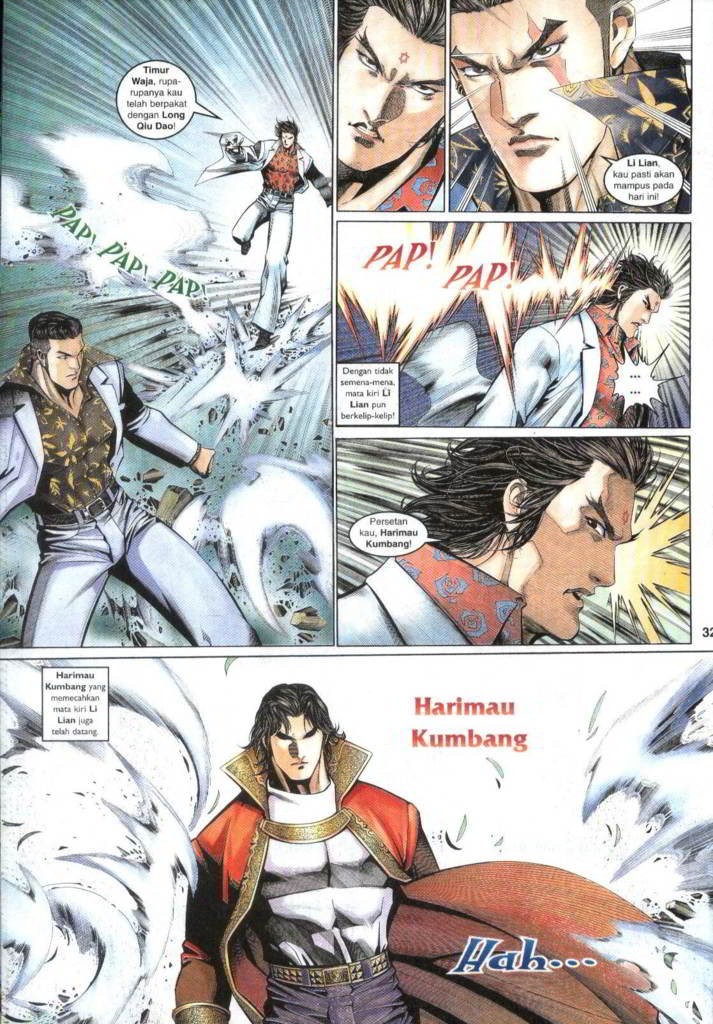 Timur
Waja, rupa-
rupanya kau
telah berpakat
dengan Long
Qiu Dao!
PAP! PAP! PAP!
Li Lian,
kau pasti akan
mampus pada
hari ini!
PAP!
PAP!
Dengan tidak
semena-mena,
mata kiri Li
Lian pun
berkelip-kelip!
...
...
Persetan
kau, Harimau
Kumbang!
32
Harimau
Kumbang yang
memecahkan
mata kiri Li
Lian juga
telah datang.
Harimau
Kumbang
Hah...